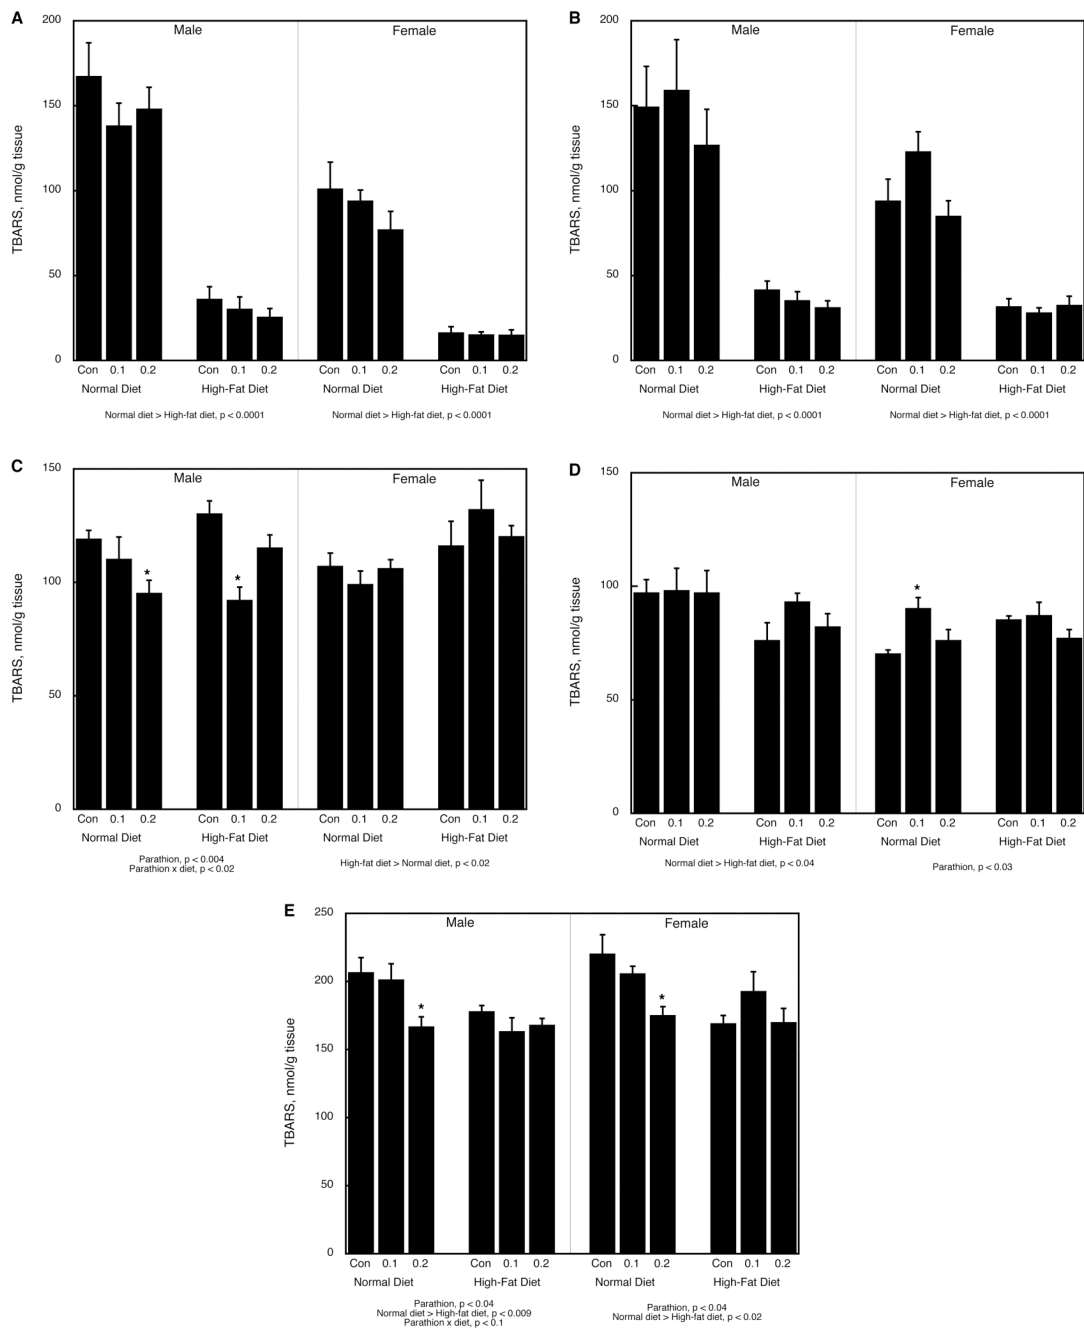 A
Male Female
200
150
100
50
0
TBARS, nmol/g tissue
Con 0.1 0.2 Con 0.1 0.2 Con 0.1 0.2 Con 0.1 0.2
Normal Diet High-Fat Diet Normal Diet High-Fat Diet
Normal diet > High-fat diet, p < 0.0001 Normal diet > High-fat diet, p < 0.0001
B
Male Female
200
150
100
50
0
TBARS, nmol/g tissue
Con 0.1 0.2 Con 0.1 0.2 Con 0.1 0.2 Con 0.1 0.2
Normal Diet High-Fat Diet Normal Diet High-Fat Diet
Normal diet > High-fat diet, p < 0.0001 Normal diet > High-fat diet, p < 0.0001
C
Male Female
150
100
50
0
TBARS, nmol/g tissue
* *
Con 0.1 0.2 Con 0.1 0.2 Con 0.1 0.2 Con 0.1 0.2
Normal Diet High-Fat Diet Normal Diet High-Fat Diet
Parathion, p < 0.004
Parathion x diet, p < 0.02
High-fat diet > Normal diet, p < 0.02
D
Male Female
150
100
50
0
TBARS, nmol/g tissue
*
Con 0.1 0.2 Con 0.1 0.2 Con 0.1 0.2 Con 0.1 0.2
Normal Diet High-Fat Diet Normal Diet High-Fat Diet
Normal diet > High-fat diet, p < 0.04 Parathion, p < 0.03
E
Male Female
250
200
150
100
50
0
TBARS, nmol/g tissue
* *
Con 0.1 0.2 Con 0.1 0.2 Con 0.1 0.2 Con 0.1 0.2
Normal Diet High-Fat Diet Normal Diet High-Fat Diet
Parathion, p < 0.04
Normal diet > High-fat diet, p < 0.009
Parathion x diet, p < 0.1
Parathion, p < 0.04
Normal diet > High-fat diet, p < 0.02